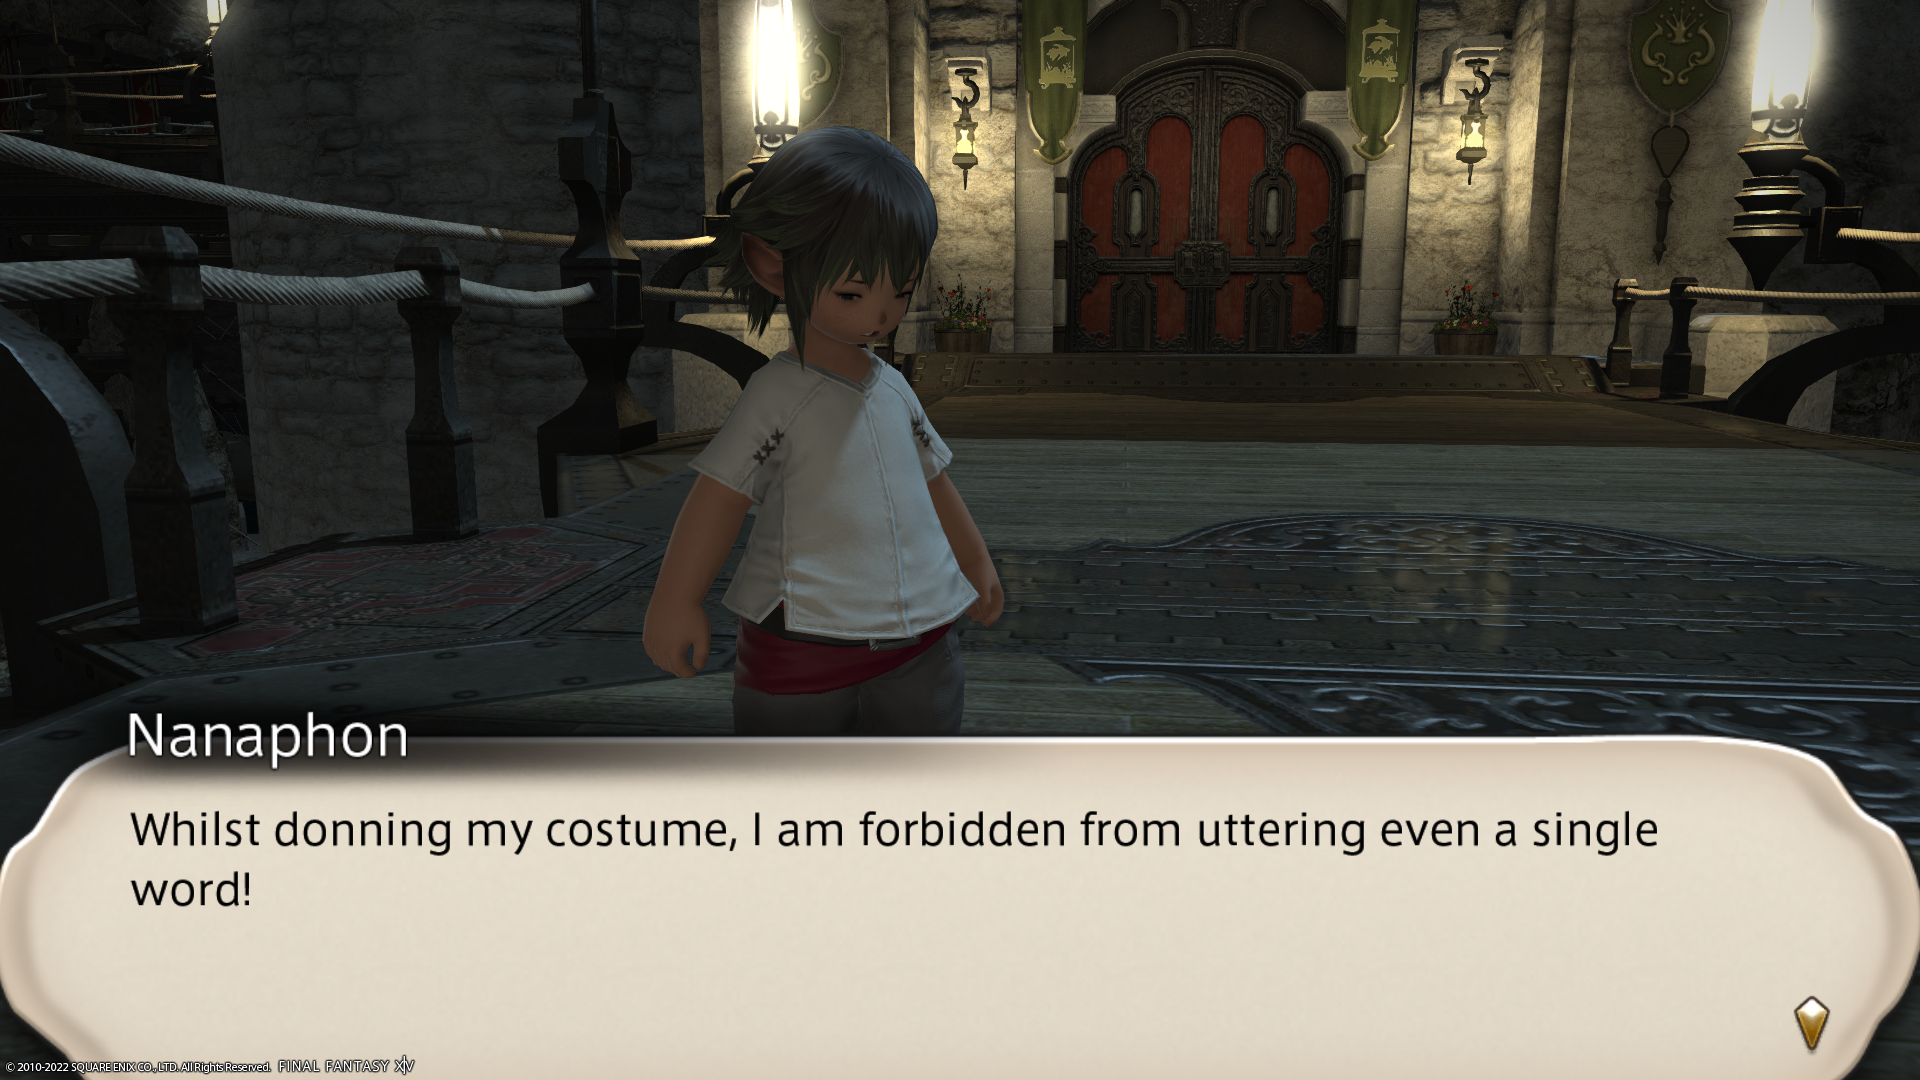 Nanaphon
Whilst donning my costume, I am forbidden from uttering even a single
word!
© 2010-2022 SQUARE ENIX CO., LTD. All Rights Reserved. FINAL FANTASY XIV